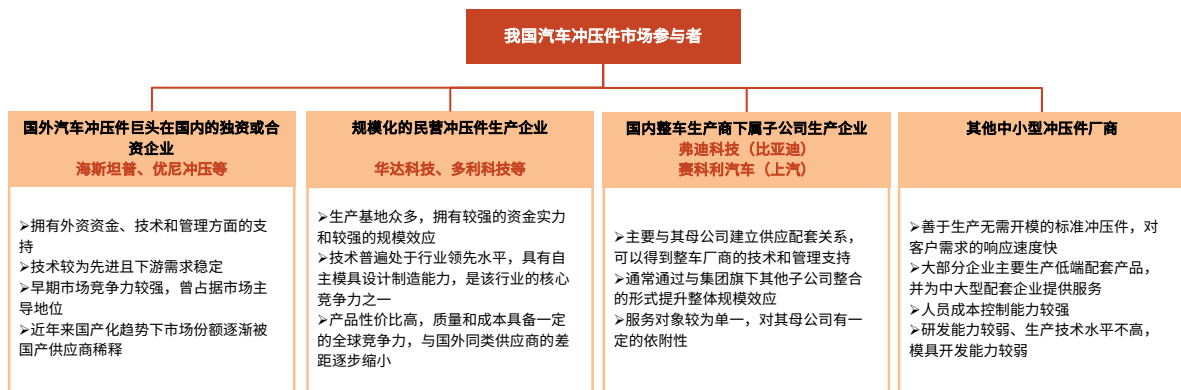 我国汽车冲压件市场参与者
国外汽车冲压件巨头在国内的独资或合
资企业
海斯坦普、优尼冲压等
➢拥有外资资金、技术和管理方面的支
持
➢技术较为先进且下游需求稳定
➢早期市场竞争力较强，曾占据市场主
导地位
➢近年来国产化趋势下市场份额逐渐被
国产供应商稀释
规模化的民营冲压件生产企业
华达科技、多利科技等
➢生产基地众多，拥有较强的资金实力
和较强的规模效应
➢技术普遍处于行业领先水平，具有自
主模具设计制造能力，是该行业的核心
竞争力之一
➢产品性价比高，质量和成本具备一定
的全球竞争力，与国外同类供应商的差
距逐步缩小
国内整车生产商下属子公司生产企业
弗迪科技（比亚迪）
赛科利汽车（上汽）
➢主要与其母公司建立供应配套关系，
可以得到整车厂商的技术和管理支持
➢通常通过与集团旗下其他子公司整合
的形式提升整体规模效应
➢服务对象较为单一，对其母公司有一
定的依附性
其他中小型冲压件厂商
➢善于生产无需开模的标准冲压件，对
客户需求的响应速度快
➢大部分企业主要生产低端配套产品，
并为中大型配套企业提供服务
➢人员成本控制能力较强
➢研发能力较弱、生产技术水平不高，
模具开发能力较弱